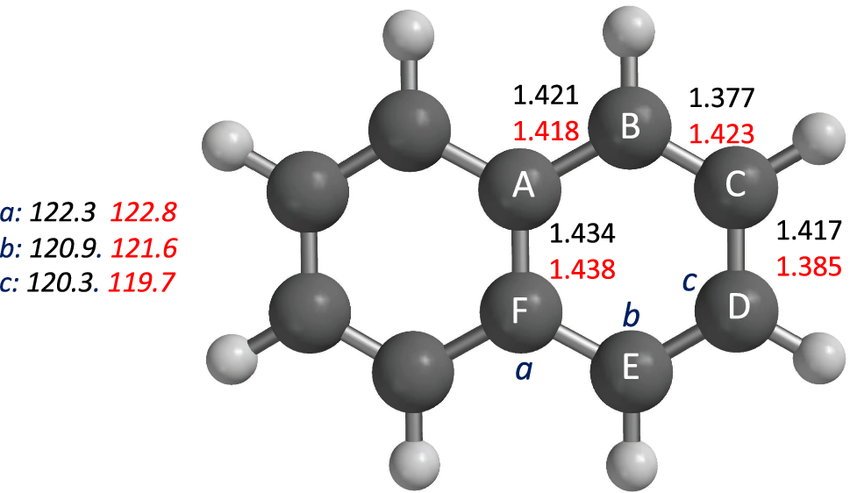 1.421
1.418
1.377
1.423
B
A
C
a: 122.3 122.8
b: 120.9. 121.6
c: 120.3. 119.7
1.434
1.438
1.417
1.385
c
F
b
D
a
E